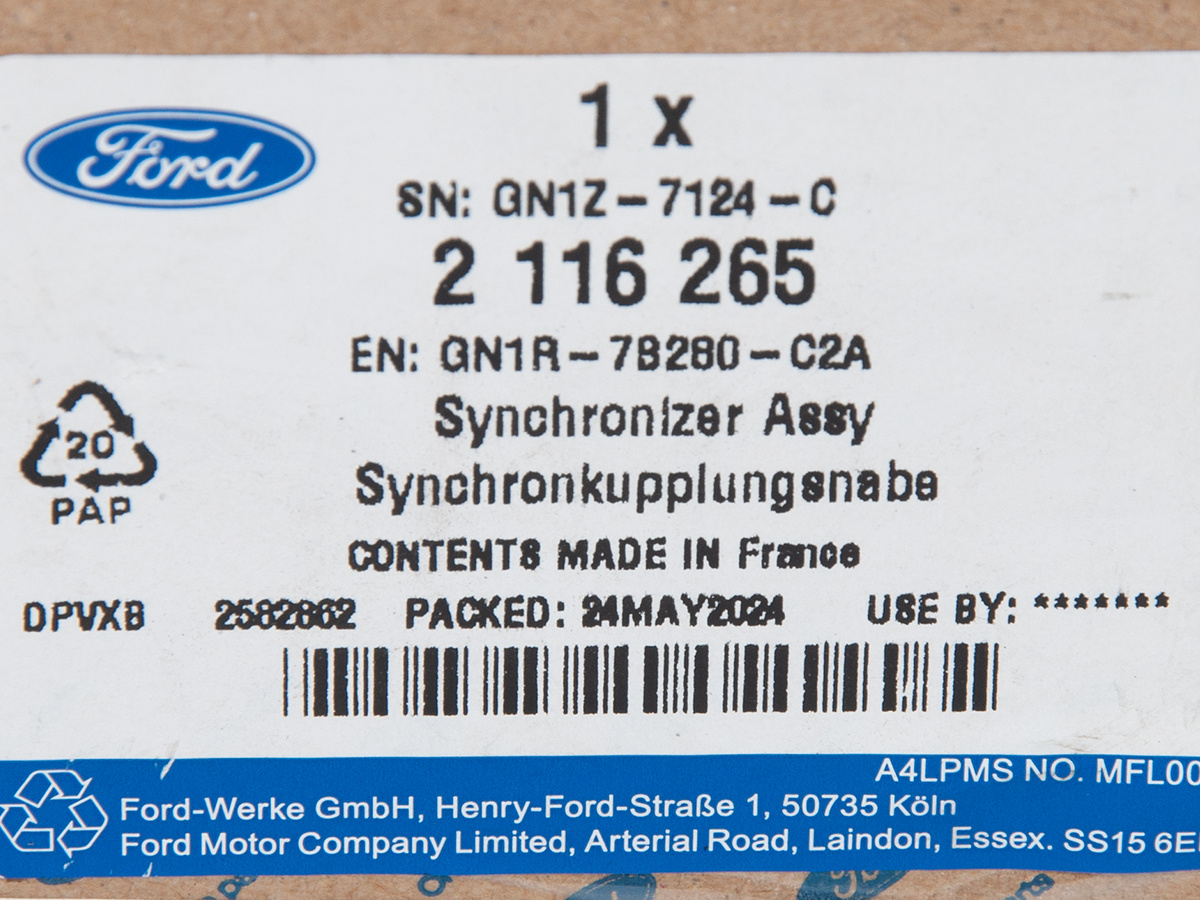 Ford
1 x
SN: GN1Z-7124-C
2 116 265
EN: GN1R-7B280-C2A
Synchronizer Assy
Synchronkupplungsnabe
20
PAP
CONTENTS MADE IN France
DPVXB 2582862 PACKED: 24MAY2024 USE BY: *******
A4LPMS NO. MFL00
Ford-Werke GmbH, Henry-Ford-Straße 1, 50735 Köln
Ford Motor Company Limited, Arterial Road, Laindon, Essex. SS15 6E